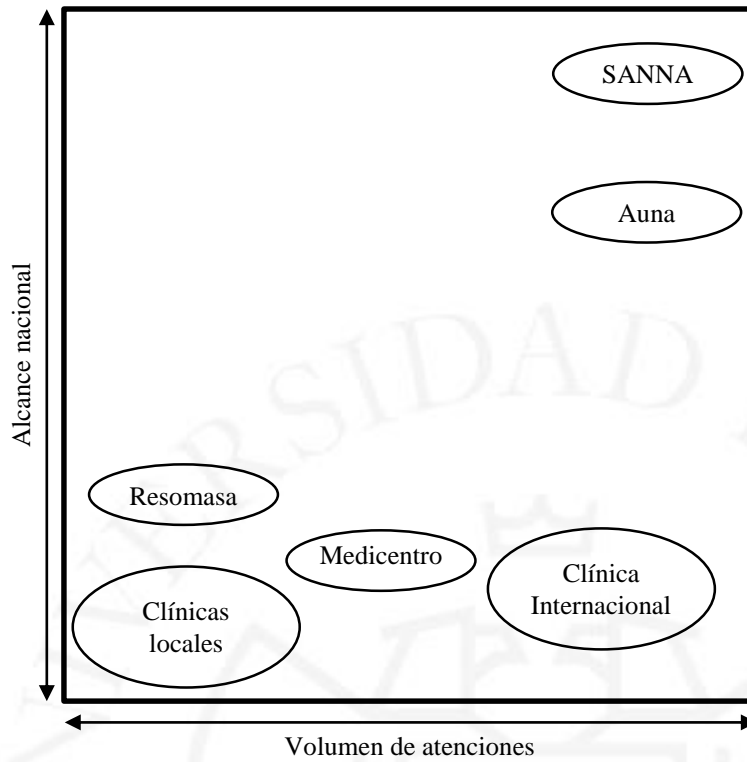 SANNA
Auna
Alcance nacional
Resomasa
Medicentro
Clínica
Internacional
Clínicas
locales
Volumen de atenciones